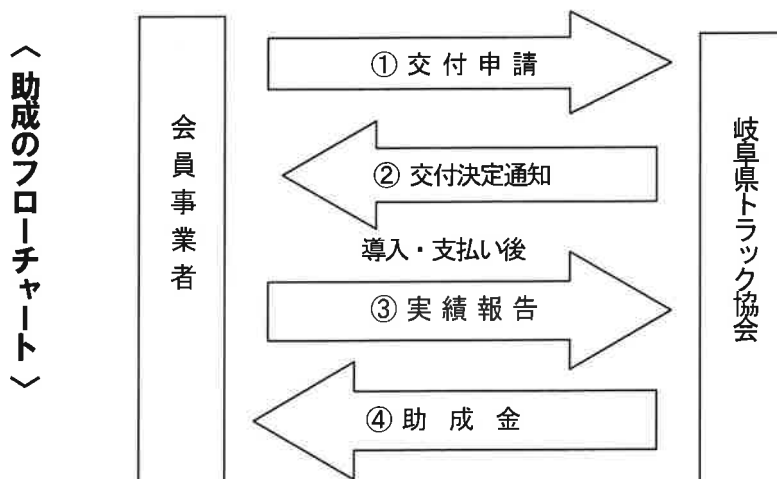 〈助成のフローチャート〉
会員事業者
① 交付申請
② 交付決定通知
導入・支払い後
③ 実績報告
④ 助成金
岐阜県トラック協会